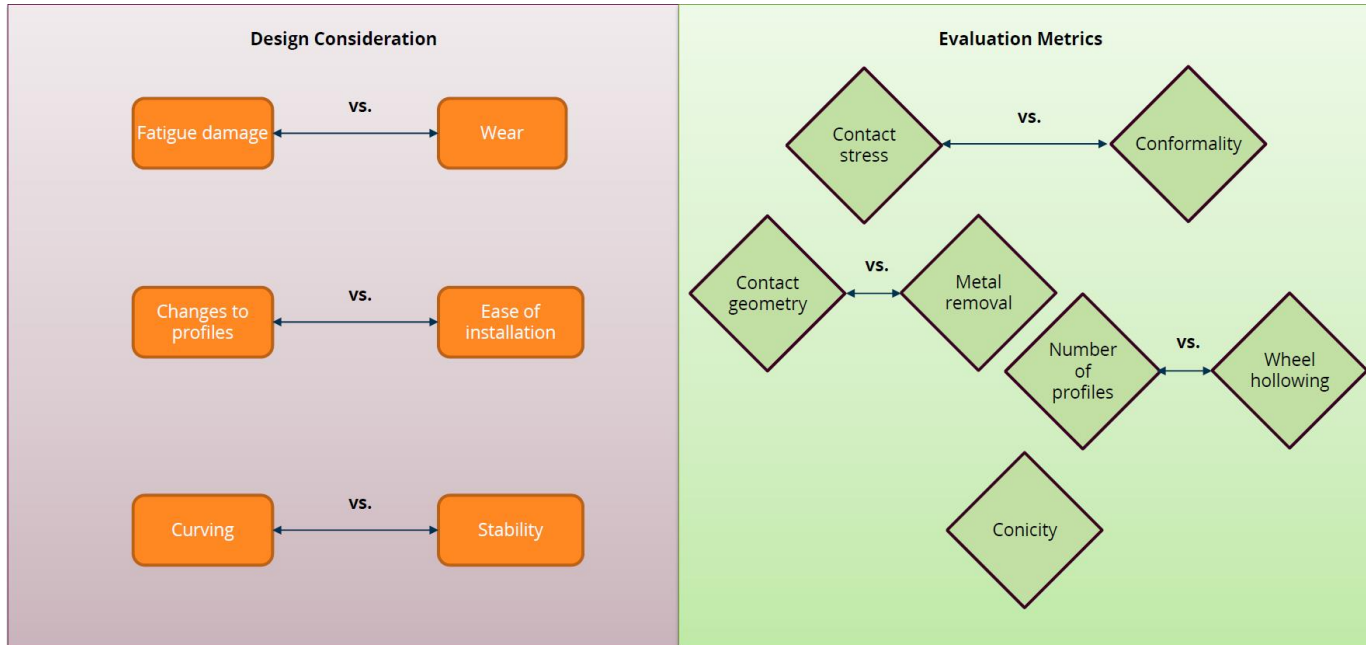 Design Consideration
Fatigue damage
vs.
Wear
Changes to
profiles
vs.
Ease of
installation
Curving
vs.
Stability
Evaluation Metrics
Contact
stress
vs.
Conformality
Contact
geometry
vs.
Metal
removal
Number
of
profiles
vs.
Wheel
hollowing
Conicity